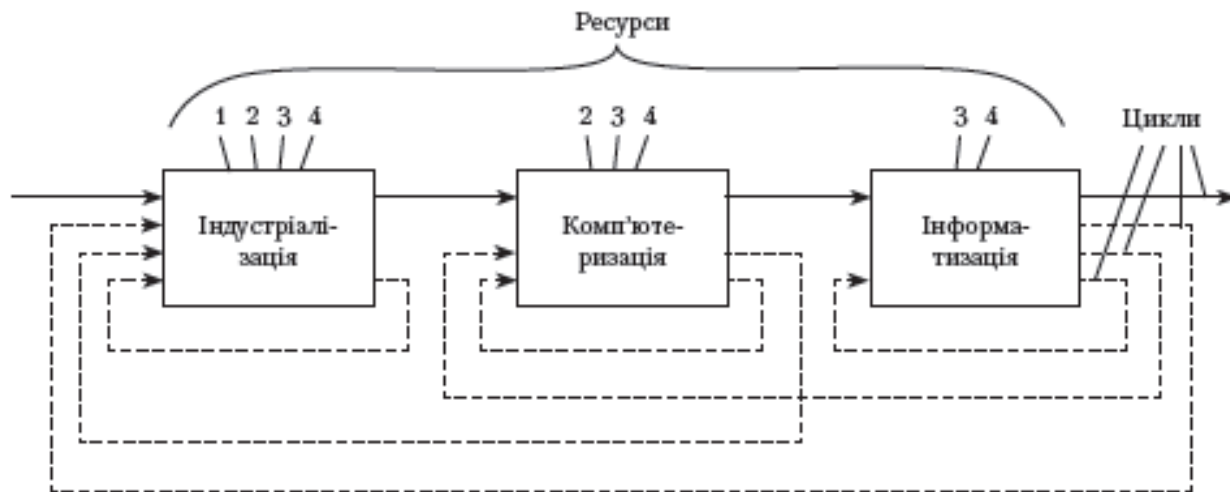 Ресурси
1 2 3 4
2 3 4
3 4
Цикли
Індустріалі-
зація
Комп'юте-
ризація
Інформа-
тизація